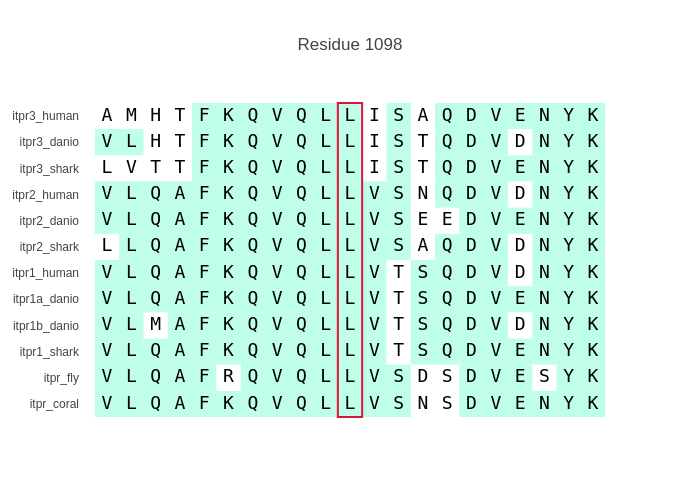 Residue 1098
itpr3_human A M H T F K Q V Q L L I S A Q D V E N Y K
itpr3_danio V L H T F K Q V Q L L I S T Q D V D N Y K
itpr3_shark L V T T F K Q V Q L L I S T Q D V E N Y K
itpr2_human V L Q A F K Q V Q L L V S N Q D V D N Y K
itpr2_danio V L Q A F K Q V Q L L V S E E D V E N Y K
itpr2_shark L L Q A F K Q V Q L L V S A Q D V D N Y K
itpr1_human V L Q A F K Q V Q L L V T S Q D V D N Y K
itpr1a_danio V L Q A F K Q V Q L L V T S Q D V E N Y K
itpr1b_danio V L M A F K Q V Q L L V T S Q D V D N Y K
itpr1_shark V L Q A F K Q V Q L L V T S Q D V E N Y K
itpr_fly V L Q A F R Q V Q L L V S D S D V E S Y K
itpr_coral V L Q A F K Q V Q L L V S N S D V E N Y K